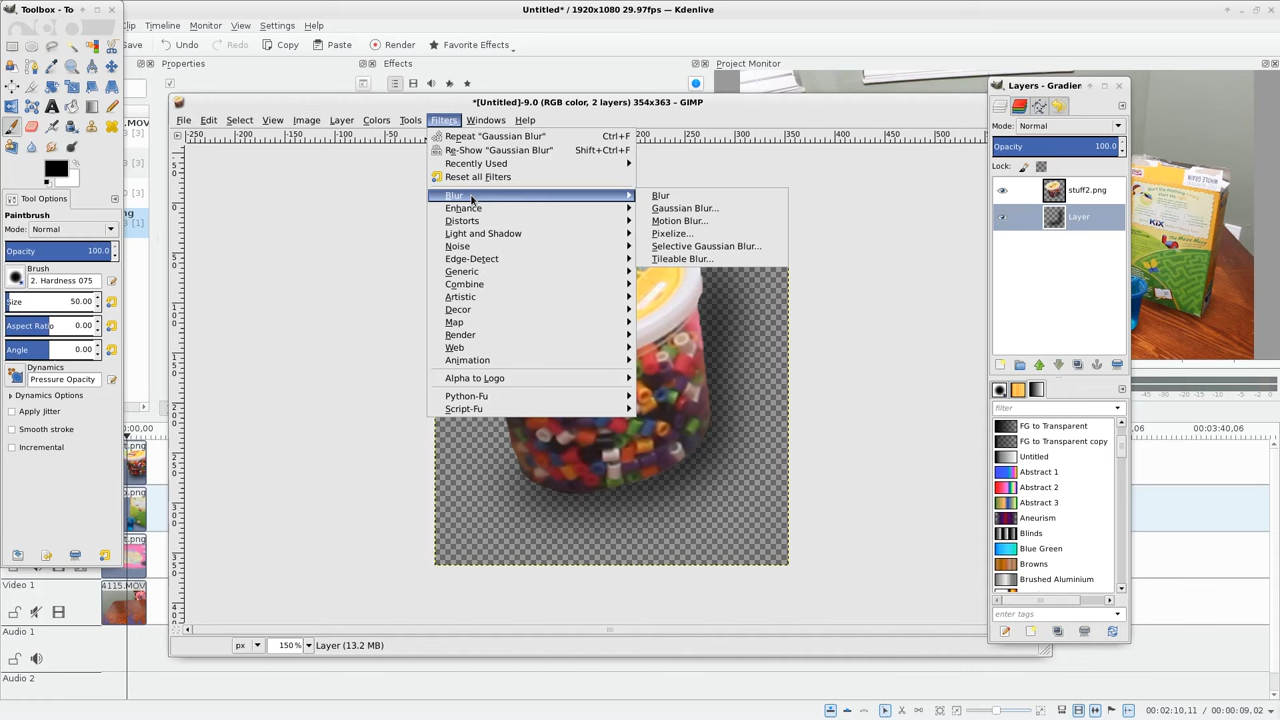 Toolbox - To
Untitled* / 1920x1080 29.97fps – Kdenlive
lip Timeline Monitor View Settings Help
Save Undo Redo Copy Paste Render Favorite Effects
Properties Effects Project Monitor
*[Untitled]-9.0 (RGB color, 2 layers) 354x363 – GIMP
File Edit Select View Image Layer Colors Tools Filters Windows Help
Repeat "Gaussian Blur" Ctrl+F
Re-Show "Gaussian Blur" Shift+Ctrl+F
Recently Used
Reset all Filters
Blur
Enhance
Distorts
Light and Shadow
Noise
Edge-Detect
Generic
Combine
Artistic
Decor
Map
Render
Web
Animation
Alpha to Logo
Python-Fu
Script-Fu
Blur
Gaussian Blur...
Motion Blur...
Pixelize...
Selective Gaussian Blur...
Tileable Blur...
Tool Options
Paintbrush
Mode: Normal
Opacity 100.0
Brush
2. Hardness 075
Size 50.00
Aspect Ratio 0.00
Angle 0.00
Dynamics
Pressure Opacity
Dynamics Options
Apply Jitter
Smooth stroke
Incremental
Layers - Gradien
Mode: Normal
Opacity 100.0
Lock:
stuff2.png
Layer
filter
FG to Transparent
FG to Transparent copy
Untitled
Abstract 1
Abstract 2
Abstract 3
Aneurism
Blinds
Blue Green
Browns
Brushed Aluminium
enter tags
px 150% Layer (13.2 MB)
Video 1
4115.MOV
Audio 1
Audio 2
00:03:40,06
00:02:10,11 / 00:00:09,02